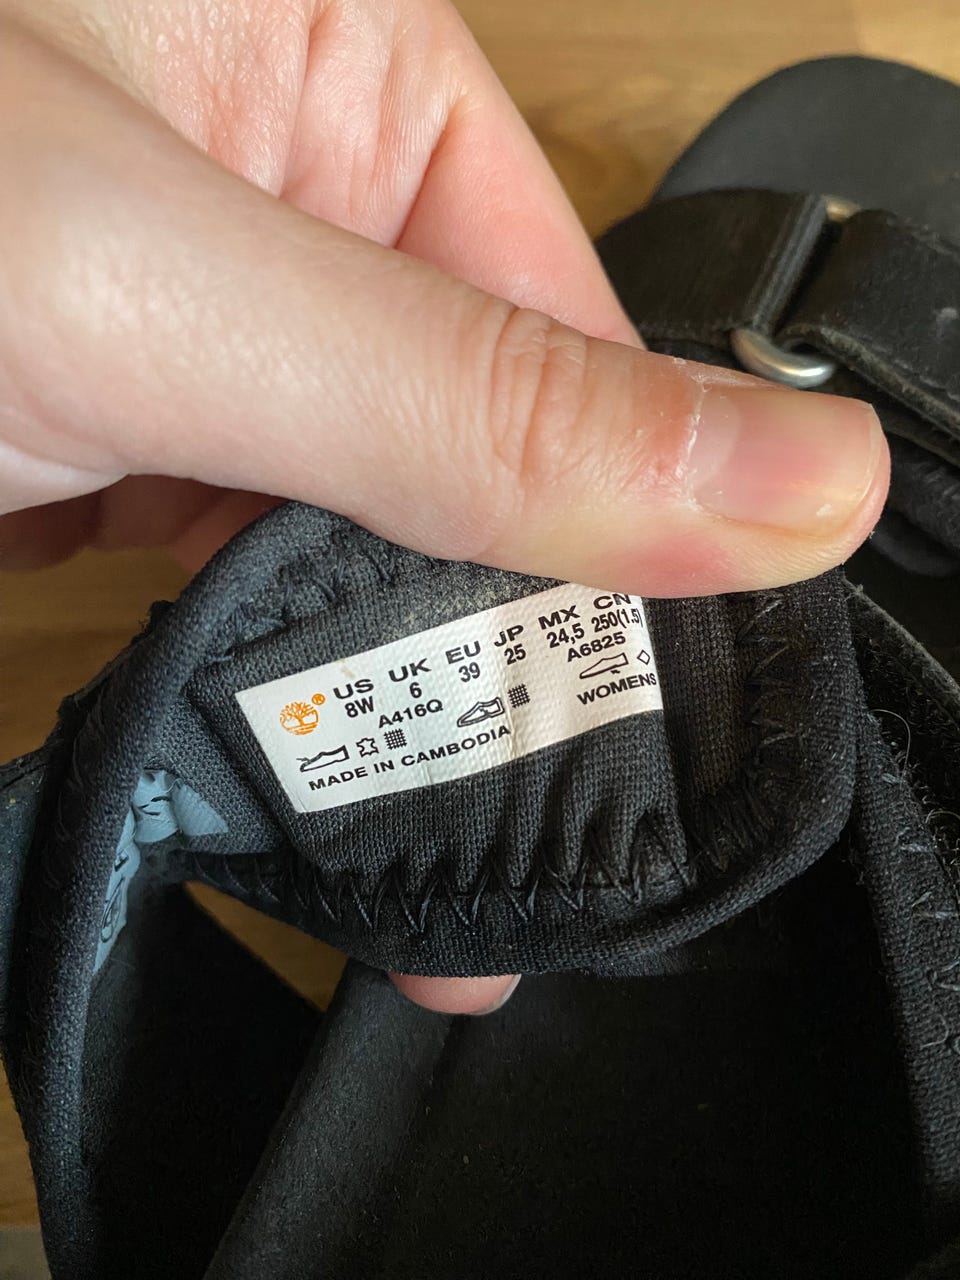 ® US UK EU JP MX CN
8W 6 39 25 24,5 250(1.5)
A416Q A6825
WOMENS
MADE IN CAMBODIA